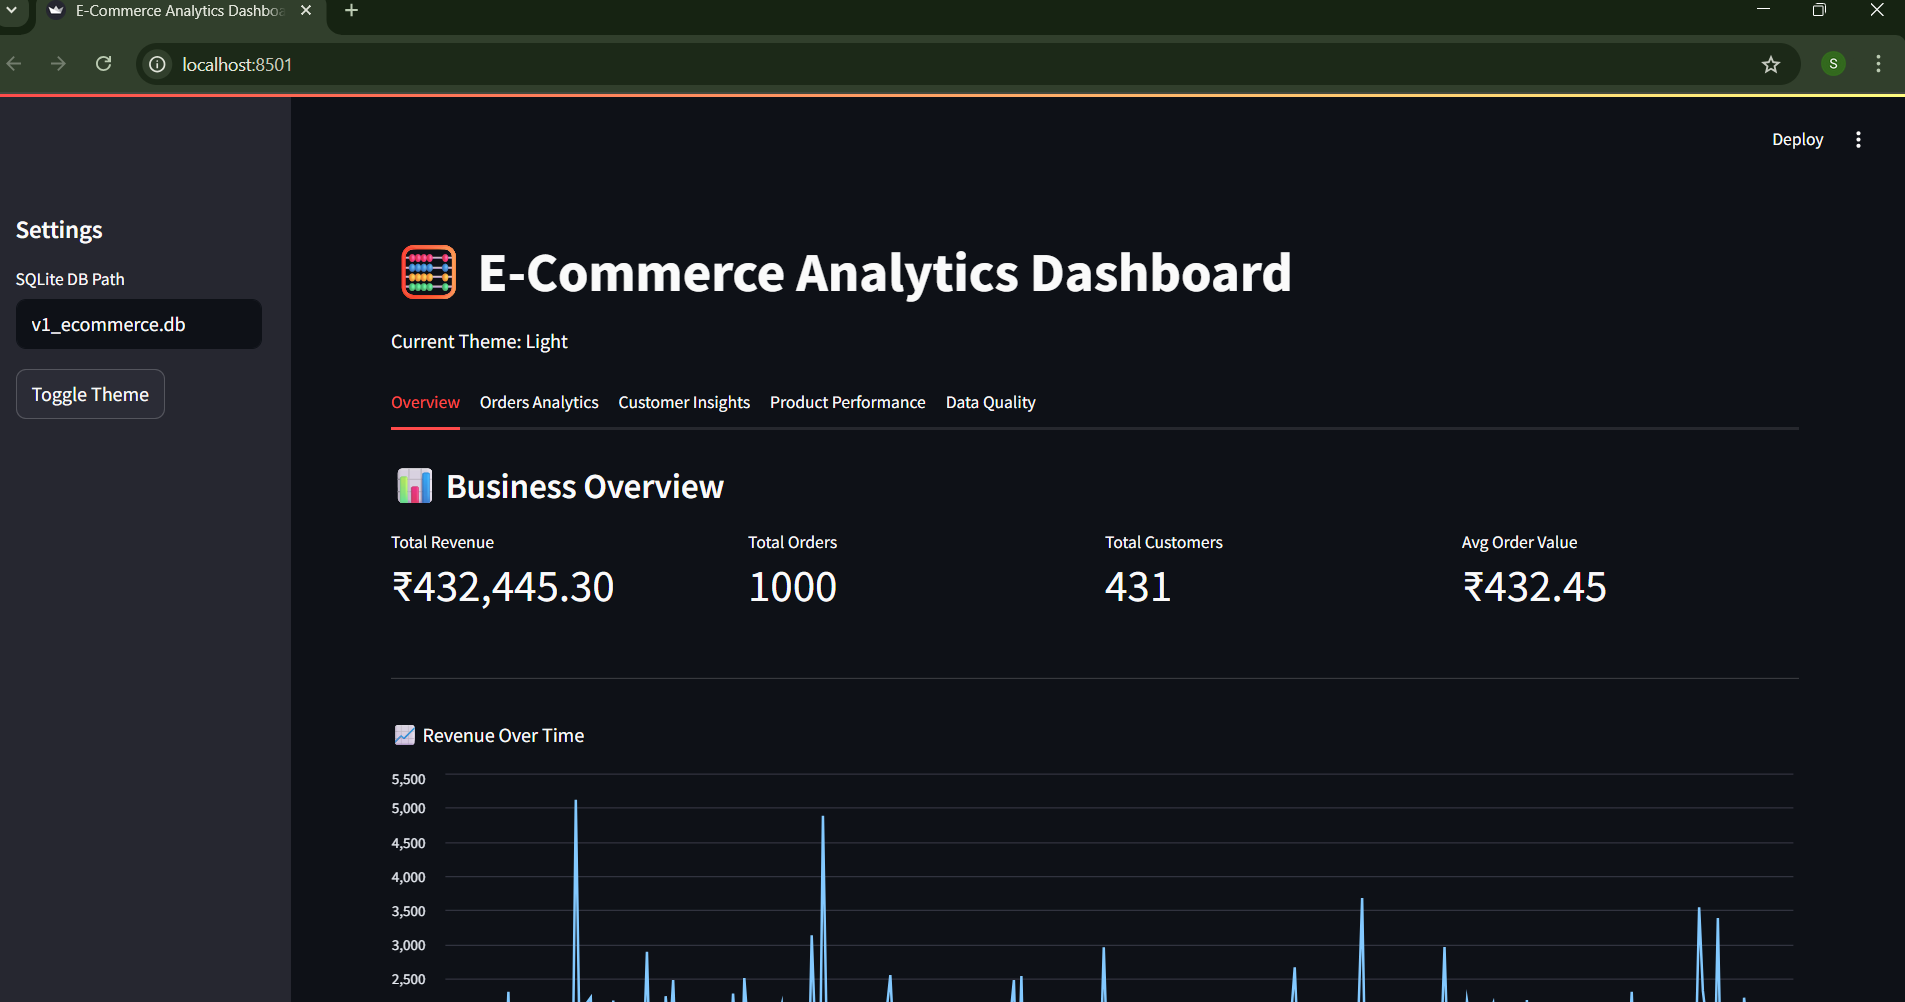 E-Commerce Analytics Dashboa
localhost:8501
S
Deploy
Settings
SQLite DB Path
v1_ecommerce.db
Toggle Theme
E-Commerce Analytics Dashboard
Current Theme: Light
Overview Orders Analytics Customer Insights Product Performance Data Quality
Business Overview
Total Revenue Total Orders Total Customers Avg Order Value
₹432,445.30 1000 431 ₹432.45
Revenue Over Time
5,500
5,000
4,500
4,000
3,500
3,000
2,500